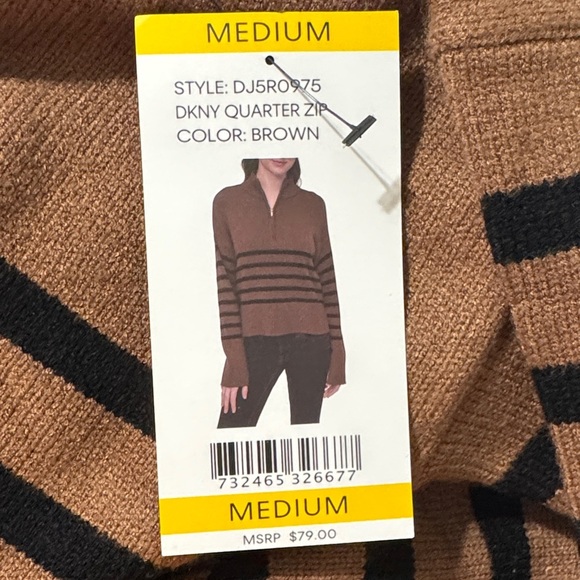 MEDIUM
STYLE: DJ5R0975
DKNY QUARTER ZIP
COLOR: BROWN
732465 326677
MEDIUM
MSRP $79.00